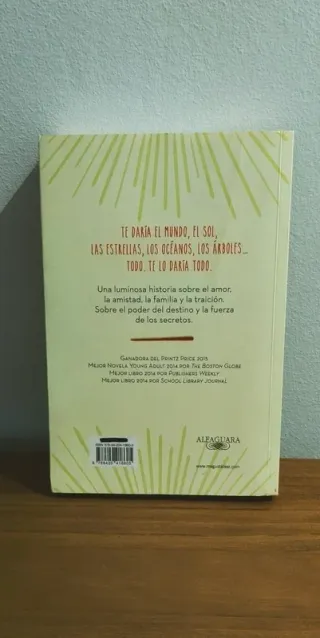 TE DARÍA EL MUNDO, EL SOL,
LAS ESTRELLAS, LOS OCÉANOS, LOS ÁRBOLES...
TODO. TE LO DARÍA TODO.
Una luminosa historia sobre el amor,
la amistad, la familia y la traición.
Sobre el poder del destino y la fuerza
de los secretos.
GANADORA DEL PRINTZ PRICE 2015
MEJOR NOVELA YOUNG ADULT 2014 POR THE BOSTON GLOBE
MEJOR LIBRO 2014 POR PUBLISHERS WEEKLY
MEJOR LIBRO 2014 POR SCHOOL LIBRARY JOURNAL
ALFAGUARA